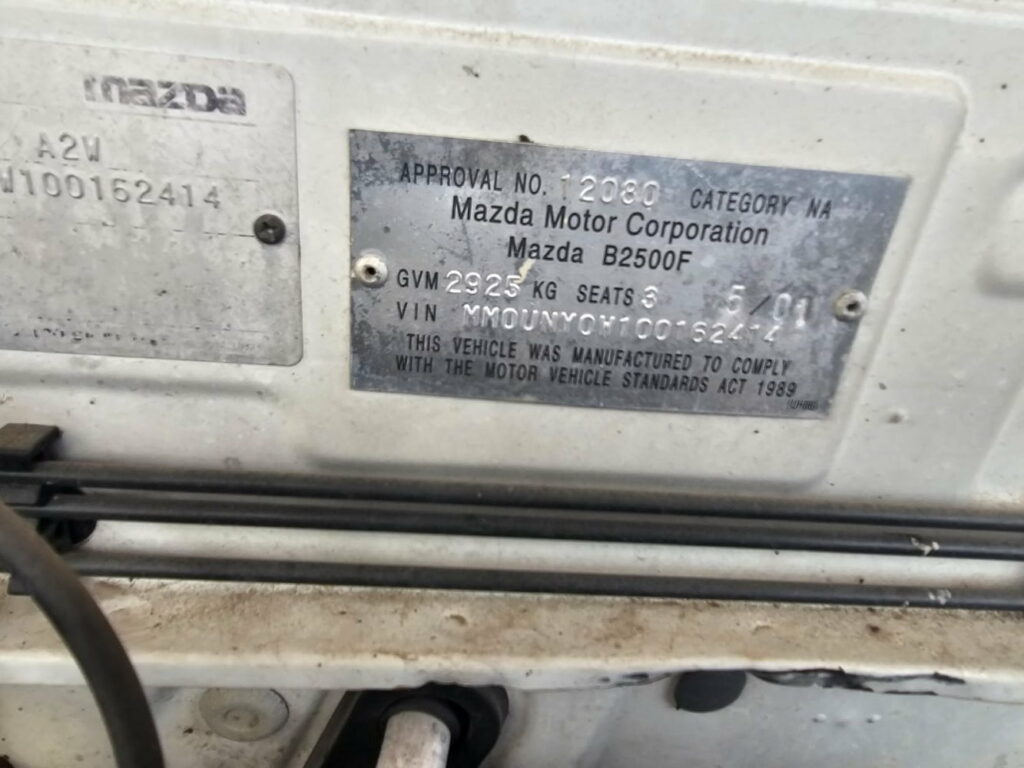 mazda
A2W
W100162414
APPROVAL NO. 12080 CATEGORY NA
Mazda Motor Corporation
Mazda B2500F
GVM 2925 KG SEATS 3 5/01
VIN MM0UNY0W100162414
THIS VEHICLE WAS MANUFACTURED TO COMPLY
WITH THE MOTOR VEHICLE STANDARDS ACT 1989